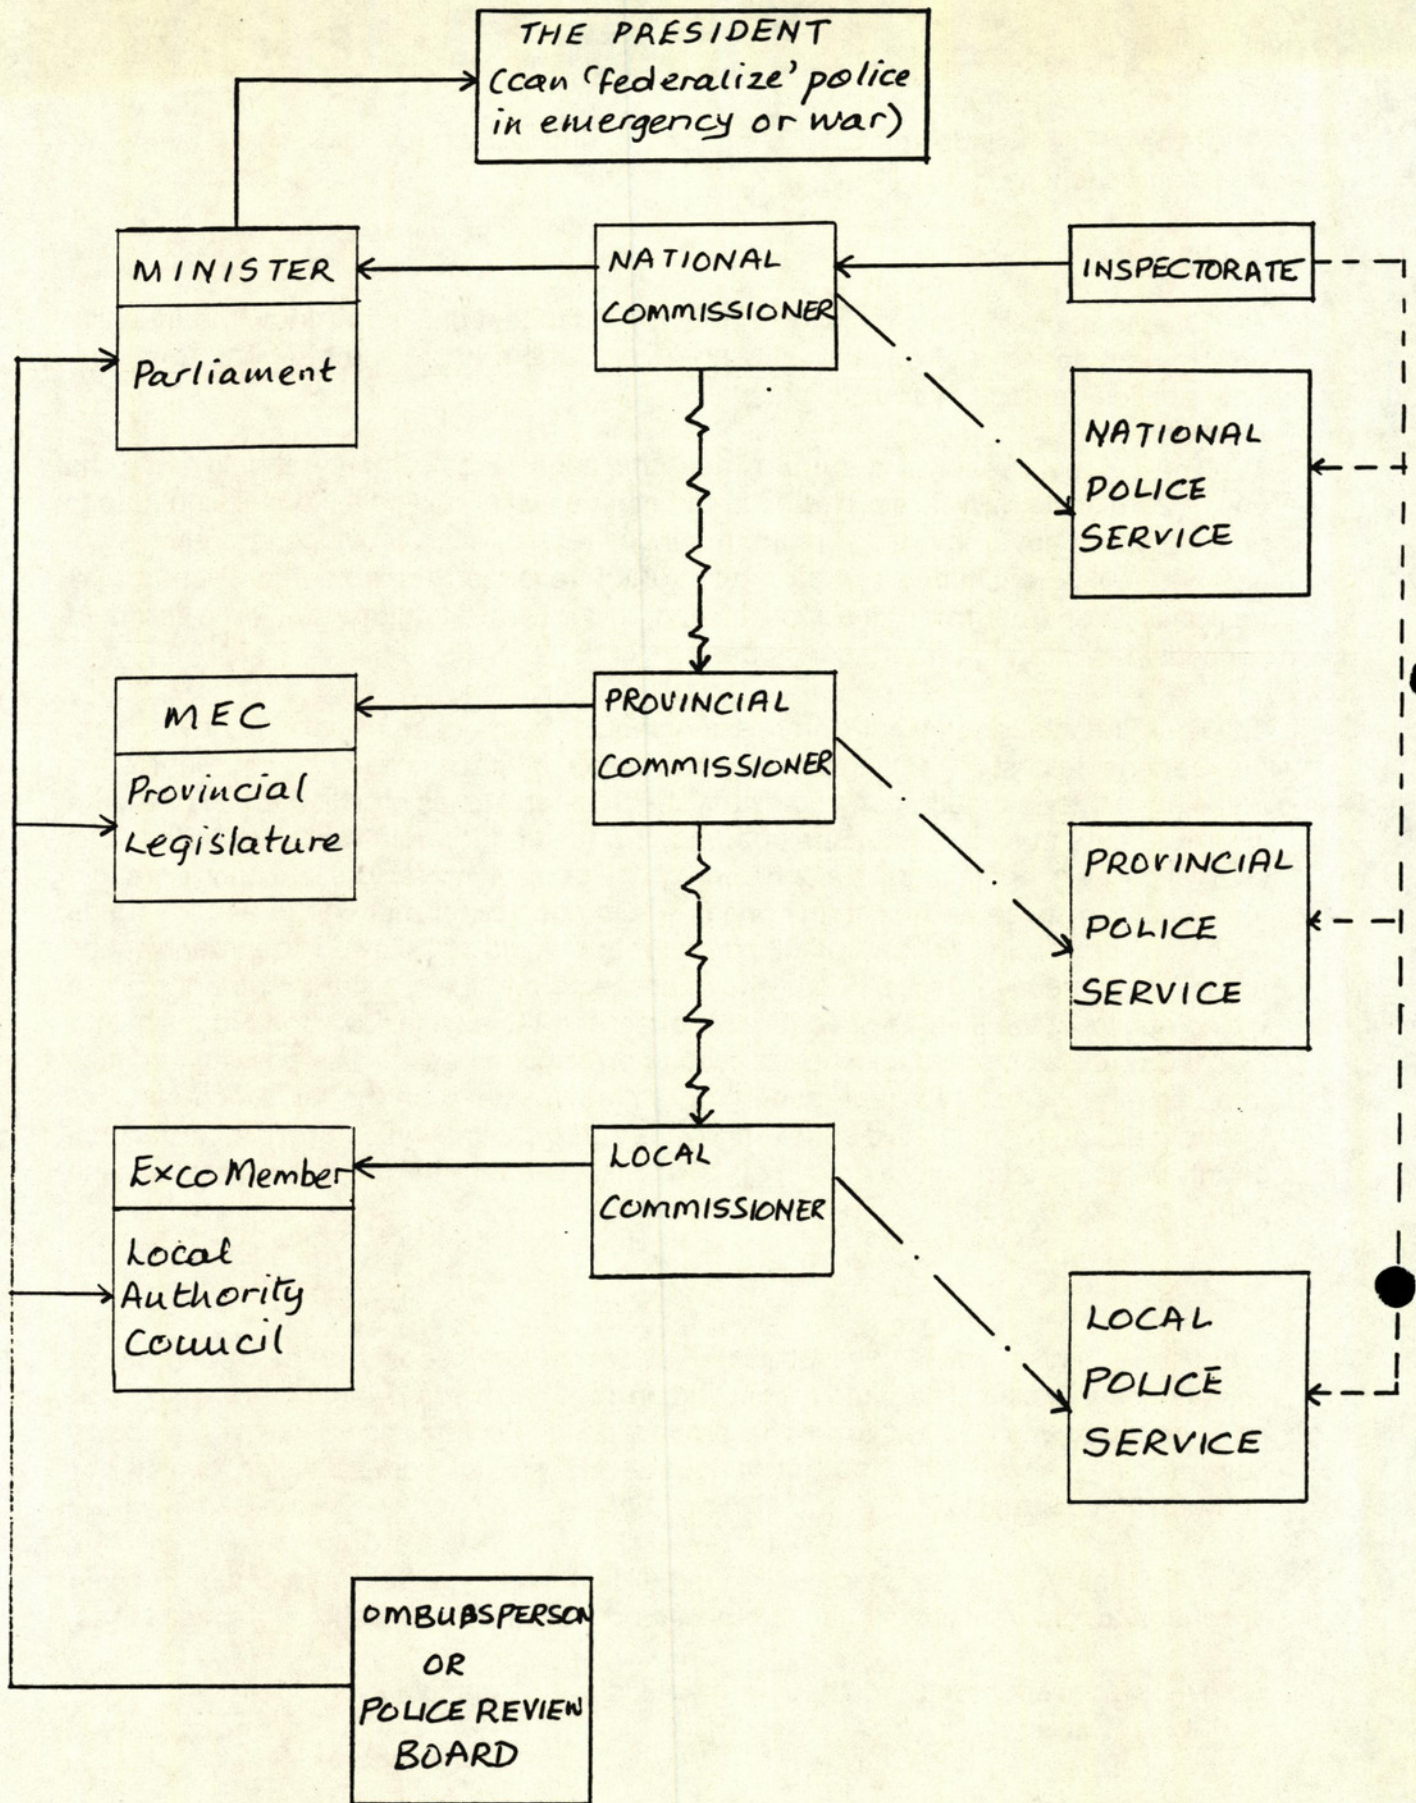 THE PRESIDENT
(can 'federalize' police
in emergency or war)
MINISTER
Parliament
NATIONAL
COMMISSIONER
INSPECTORATE
NATIONAL
POLICE
SERVICE
MEC
Provincial
Legislature
PROVINCIAL
COMMISSIONER
PROVINCIAL
POLICE
SERVICE
Exco Member
Local
Authority
Council
LOCAL
COMMISSIONER
LOCAL
POLICE
SERVICE
OMBUBSPERSON
OR
POLICE REVIEW
BOARD